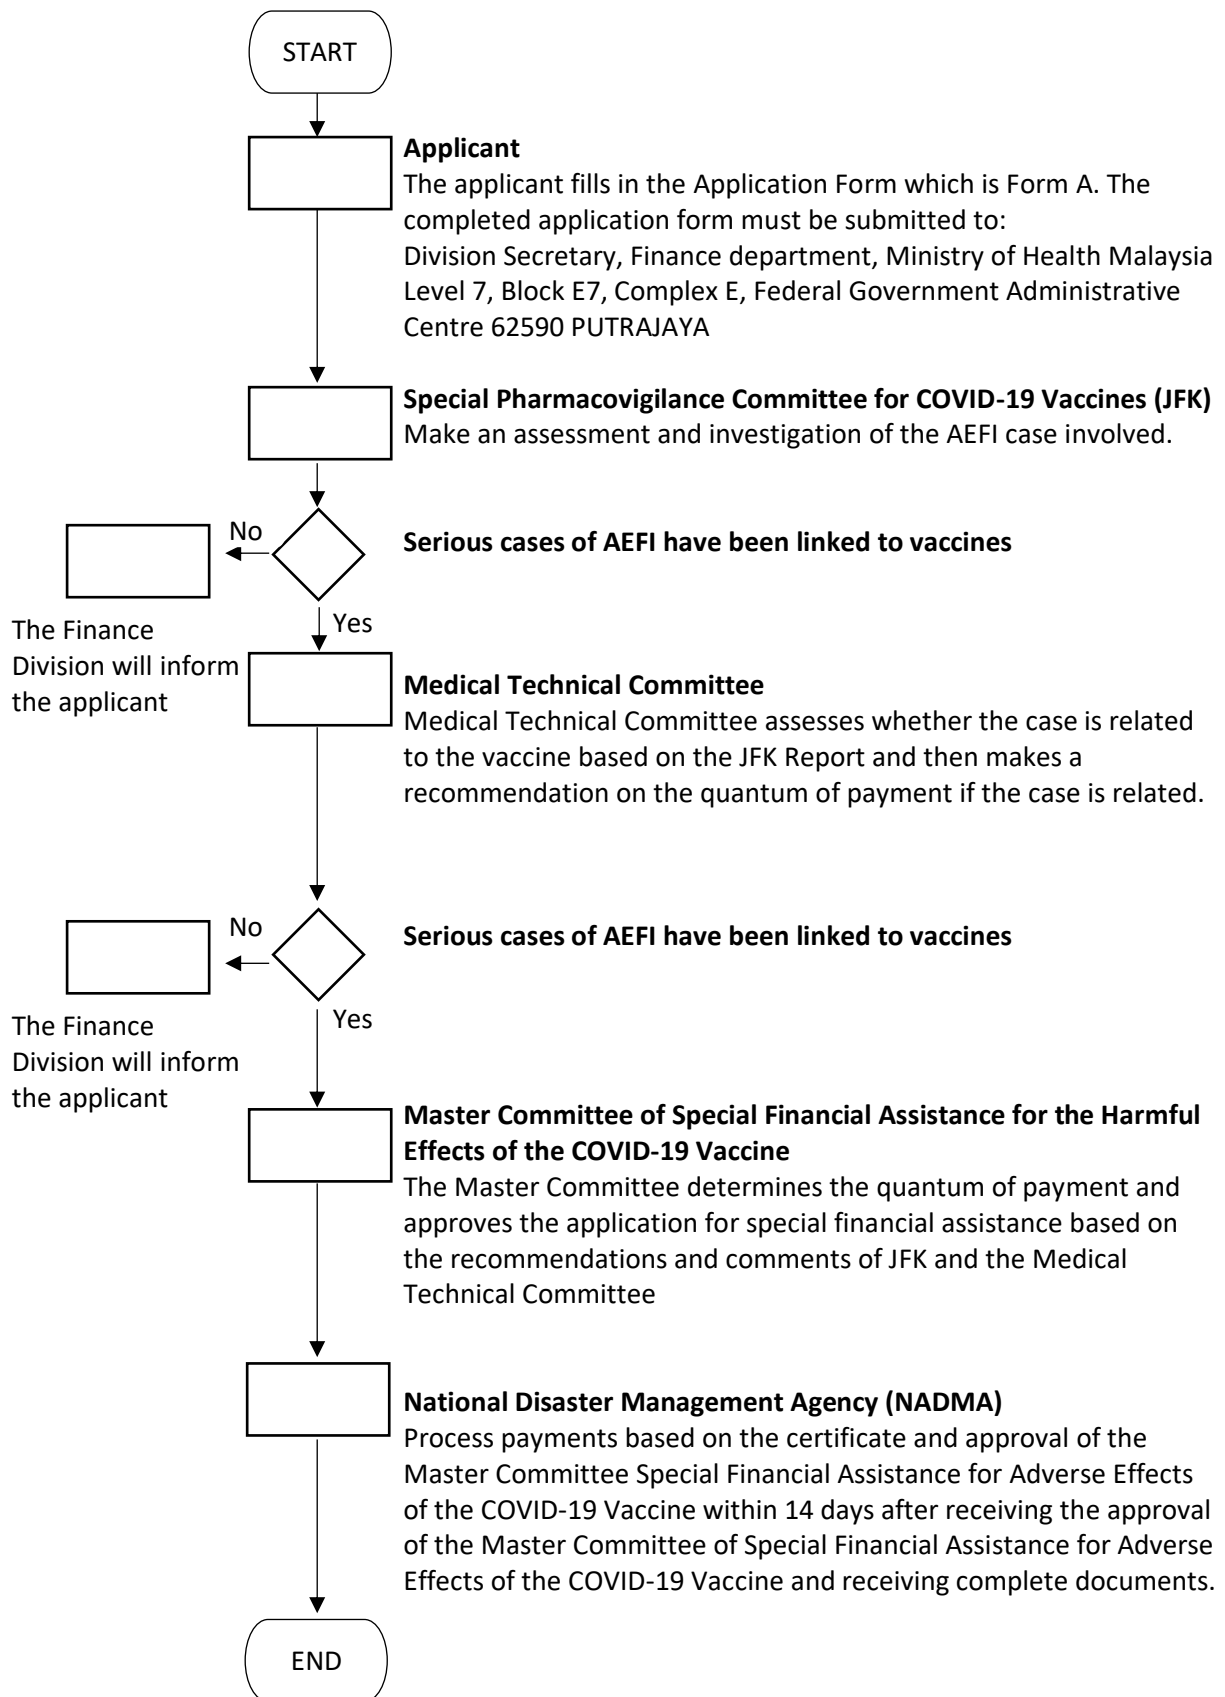 START
Applicant
The applicant fills in the Application Form which is Form A. The
completed application form must be submitted to:
Division Secretary, Finance department, Ministry of Health Malaysia
Level 7, Block E7, Complex E, Federal Government Administrative
Centre 62590 PUTRAJAYA
Special Pharmacovigilance Committee for COVID-19 Vaccines (JFK)
Make an assessment and investigation of the AEFI case involved.
No
Serious cases of AEFI have been linked to vaccines
Yes
The Finance
Division will inform
the applicant
Medical Technical Committee
Medical Technical Committee assesses whether the case is related
to the vaccine based on the JFK Report and then makes a
recommendation on the quantum of payment if the case is related.
No
Serious cases of AEFI have been linked to vaccines
Yes
The Finance
Division will inform
the applicant
Master Committee of Special Financial Assistance for the Harmful
Effects of the COVID-19 Vaccine
The Master Committee determines the quantum of payment and
approves the application for special financial assistance based on
the recommendations and comments of JFK and the Medical
Technical Committee
National Disaster Management Agency (NADMA)
Process payments based on the certificate and approval of the
Master Committee Special Financial Assistance for Adverse Effects
of the COVID-19 Vaccine within 14 days after receiving the approval
of the Master Committee of Special Financial Assistance for Adverse
Effects of the COVID-19 Vaccine and receiving complete documents.
END